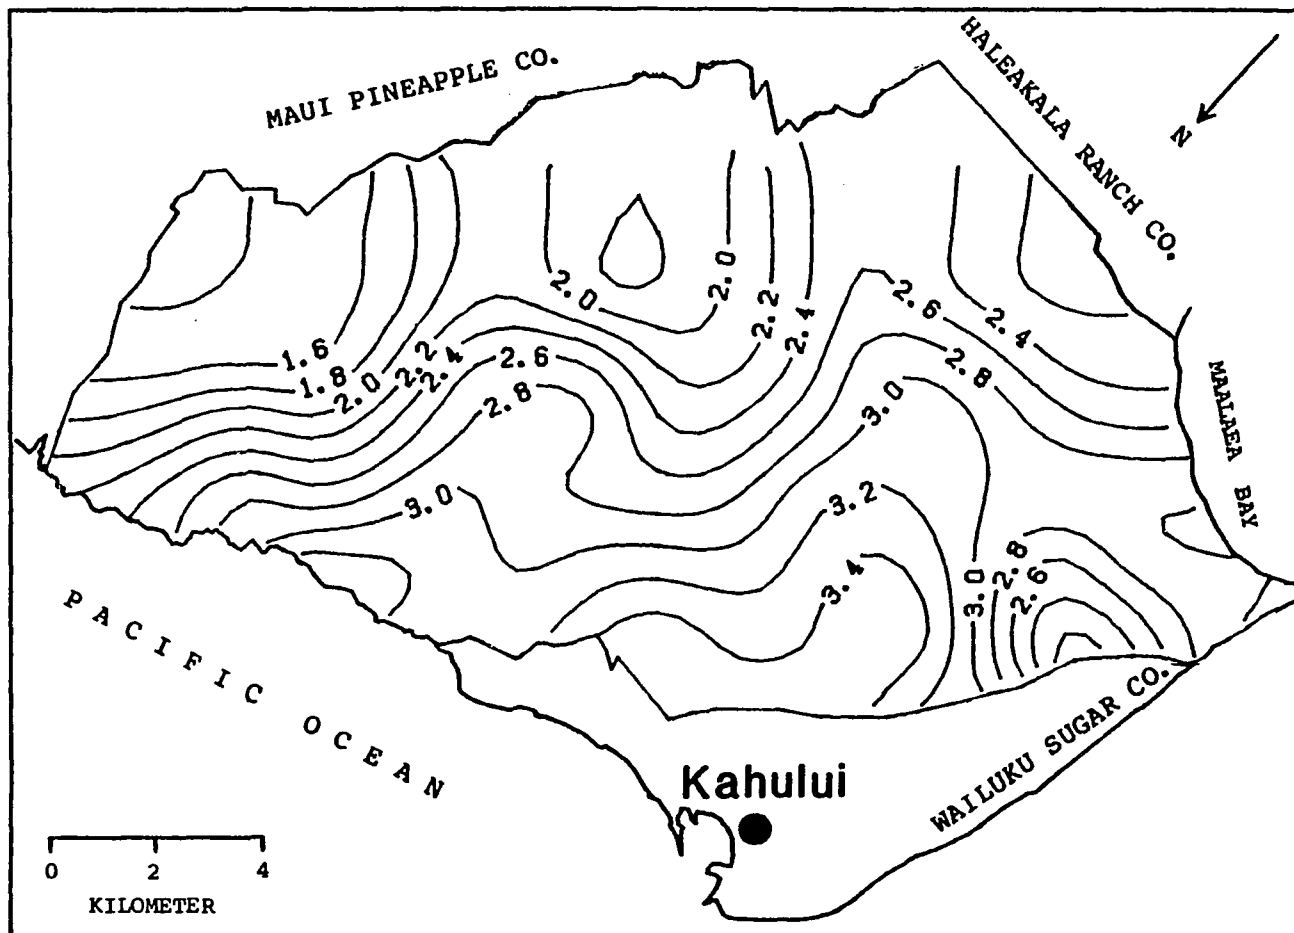 MAUI PINEAPPLE CO.
HALEAKALA RANCH CO.
N
2.0
2.0
2.2
2.4
2.6
2.4
2.8
1.6
1.8
2.0
2.2
2.4
2.6
2.8
3.0
3.0
3.2
3.4
3.0
2.8
2.6
MAALAEA BAY
PACIFIC OCEAN
WAILUKU SUGAR CO.
Kahului
0 2 4
KILOMETER